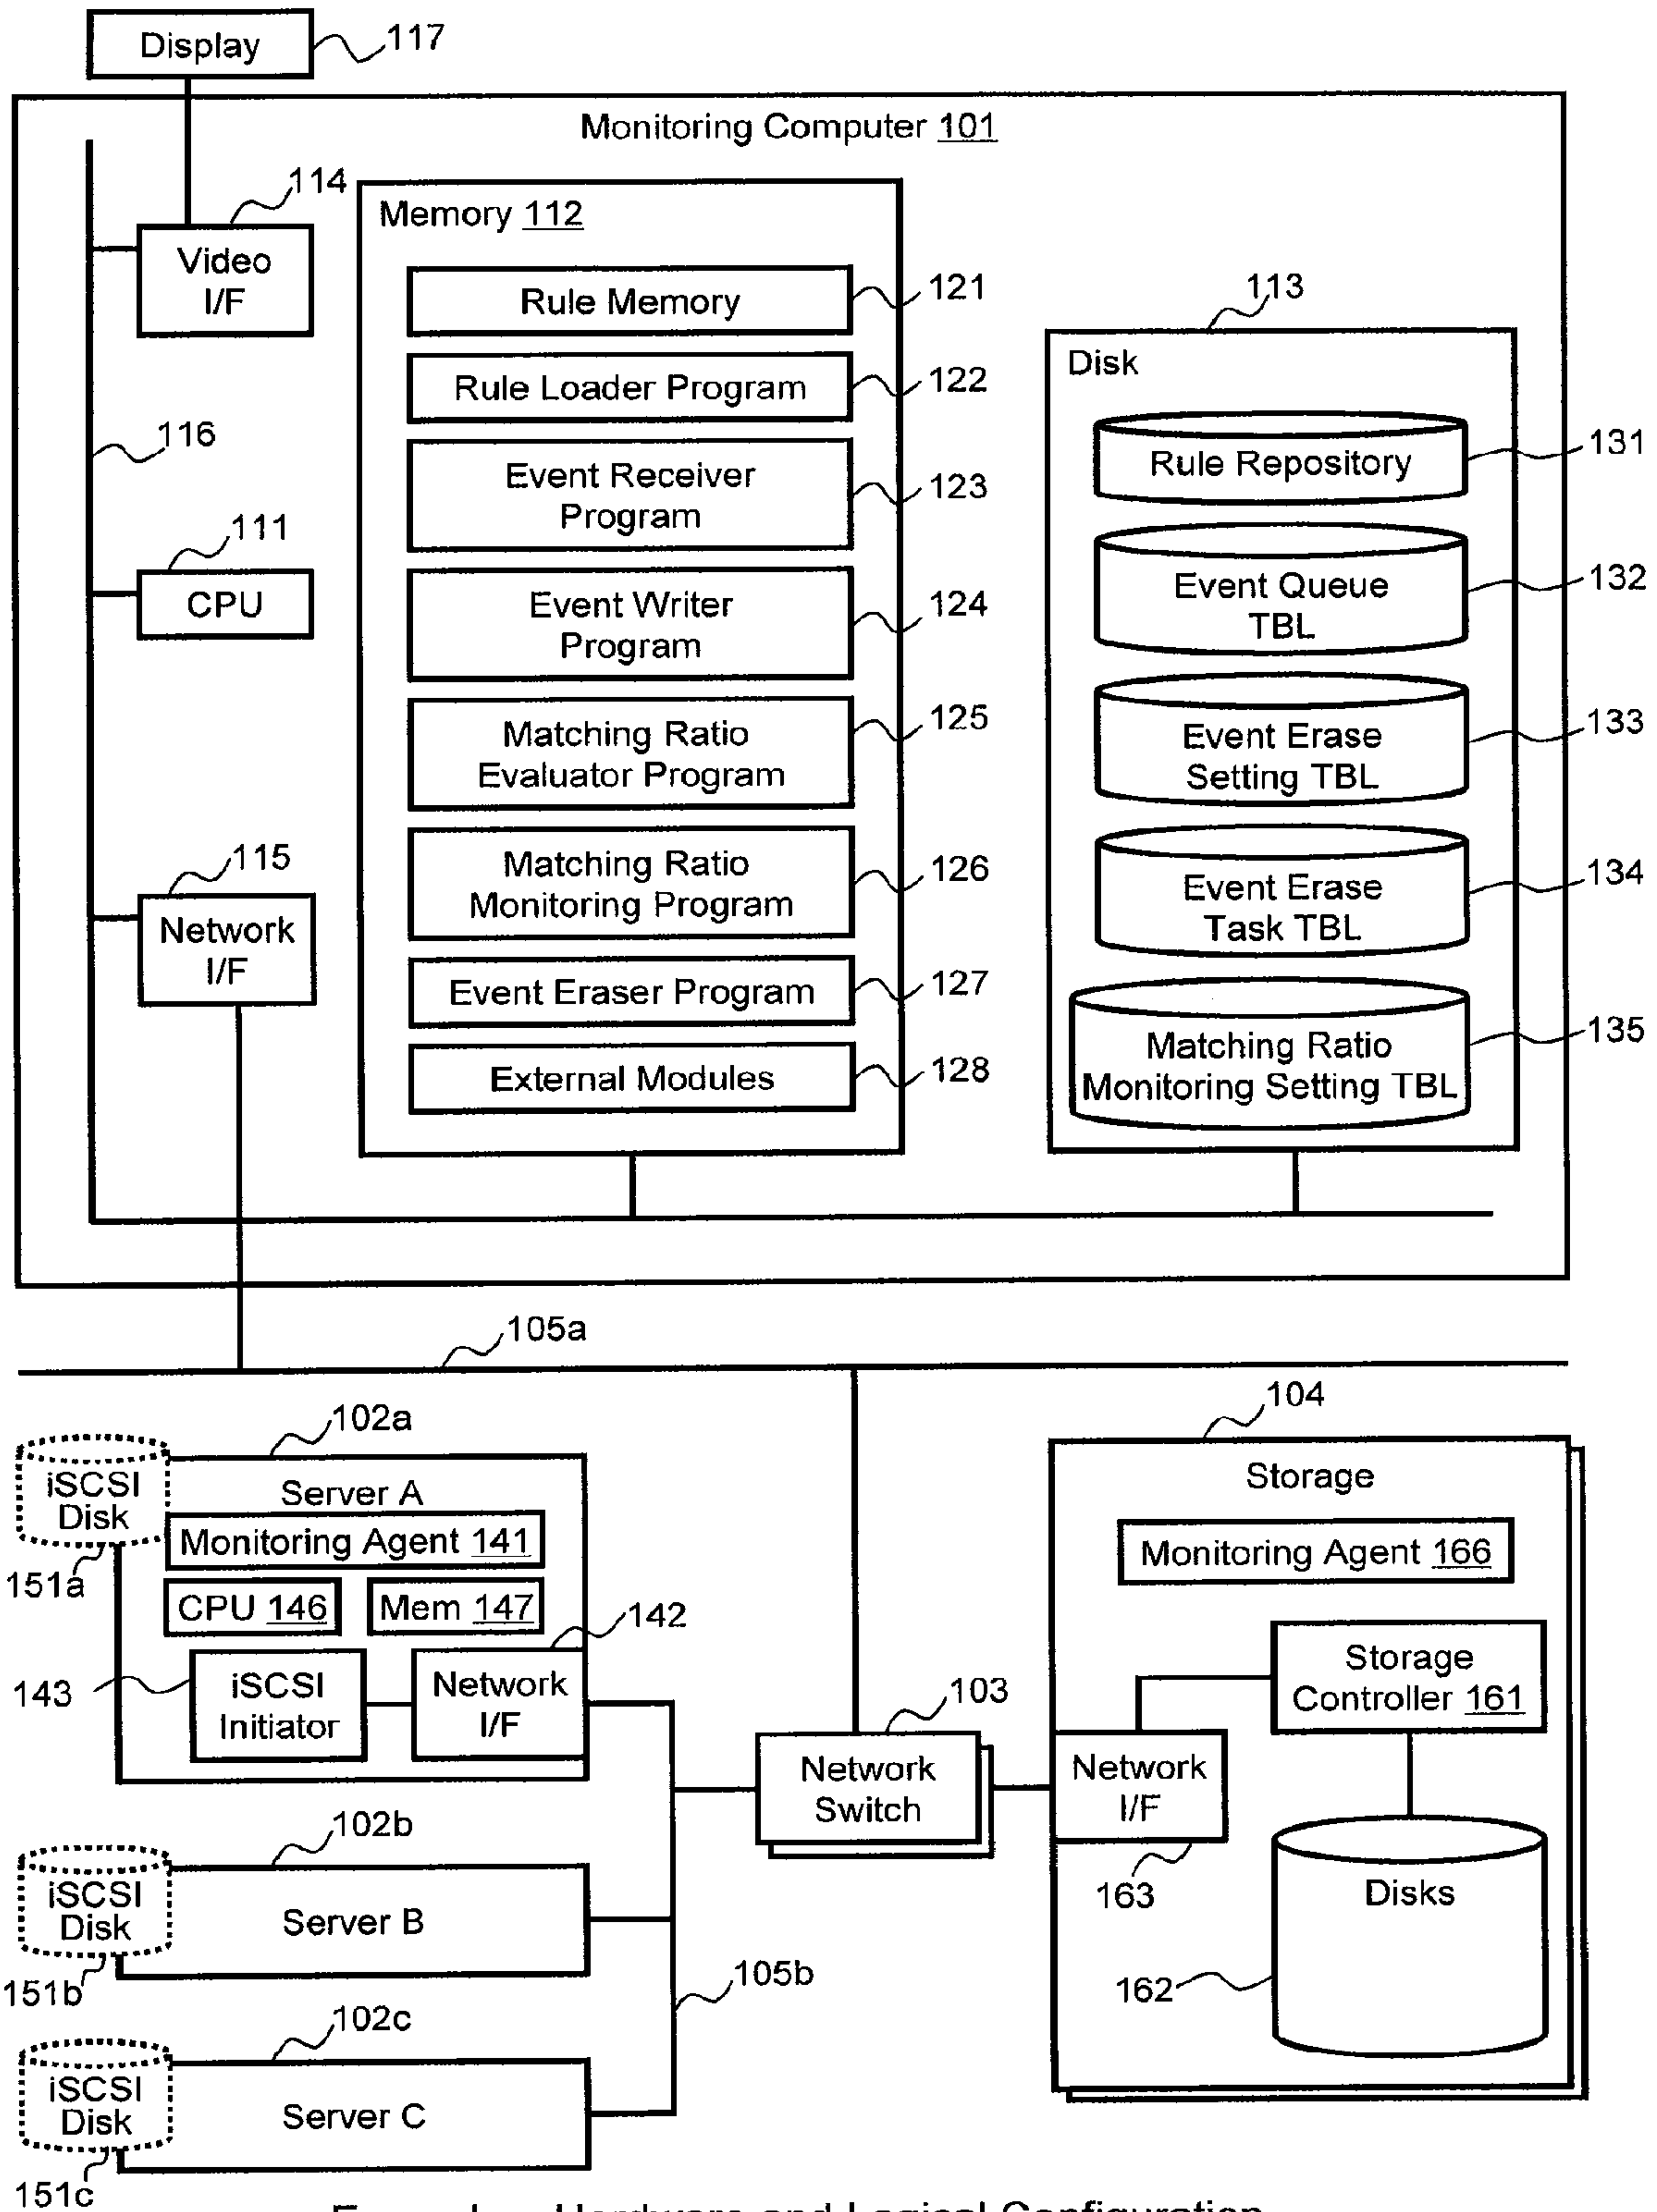 Display
117
Monitoring Computer 101
114
Video
I/F
Memory 112
Rule Memory
121
Rule Loader Program
122
Event Receiver
Program
123
Event Writer
Program
124
Matching Ratio
Evaluator Program
125
Matching Ratio
Monitoring Program
126
Event Eraser Program
127
External Modules
128
116
111
CPU
115
Network
I/F
113
Disk
Rule Repository
131
Event Queue
TBL
132
Event Erase
Setting TBL
133
Event Erase
Task TBL
134
Matching Ratio
Monitoring Setting TBL
135
105a
102a
iSCSI
Disk
151a
Server A
Monitoring Agent 141
CPU 146
Mem 147
142
143
iSCSI
Initiator
Network
I/F
102b
iSCSI
Disk
151b
Server B
102c
iSCSI
Disk
151c
Server C
105b
103
Network
Switch
104
Storage
Monitoring Agent 166
Storage
Controller 161
Network
I/F
163
Disks
162
Hardware and Logical Configuration